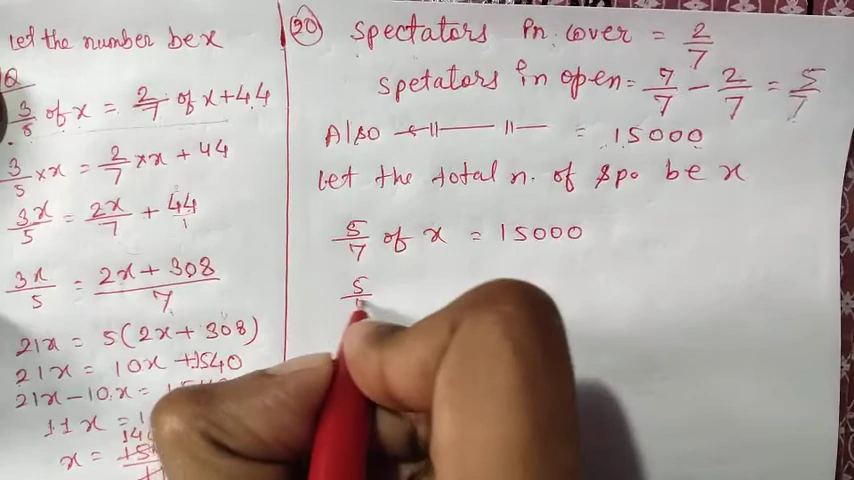 Let the number be x
Q
3/5 of x = 2/7 of x + 44
3/5 × x = 2/7 × x + 44
3x/5 = 2x/7 + 44/1
3x/5 = 2x + 308/7
21x = 5(2x + 308)
21x = 10x + 1540
21x - 10x =
11x = 1
x =
20 Spectators in cover = 2/7
Spetators in open = 7/7 - 2/7 = 5/7
Also —"— "— = 15000
Let the total n. of sp. be x
5/7 of x = 15000
5